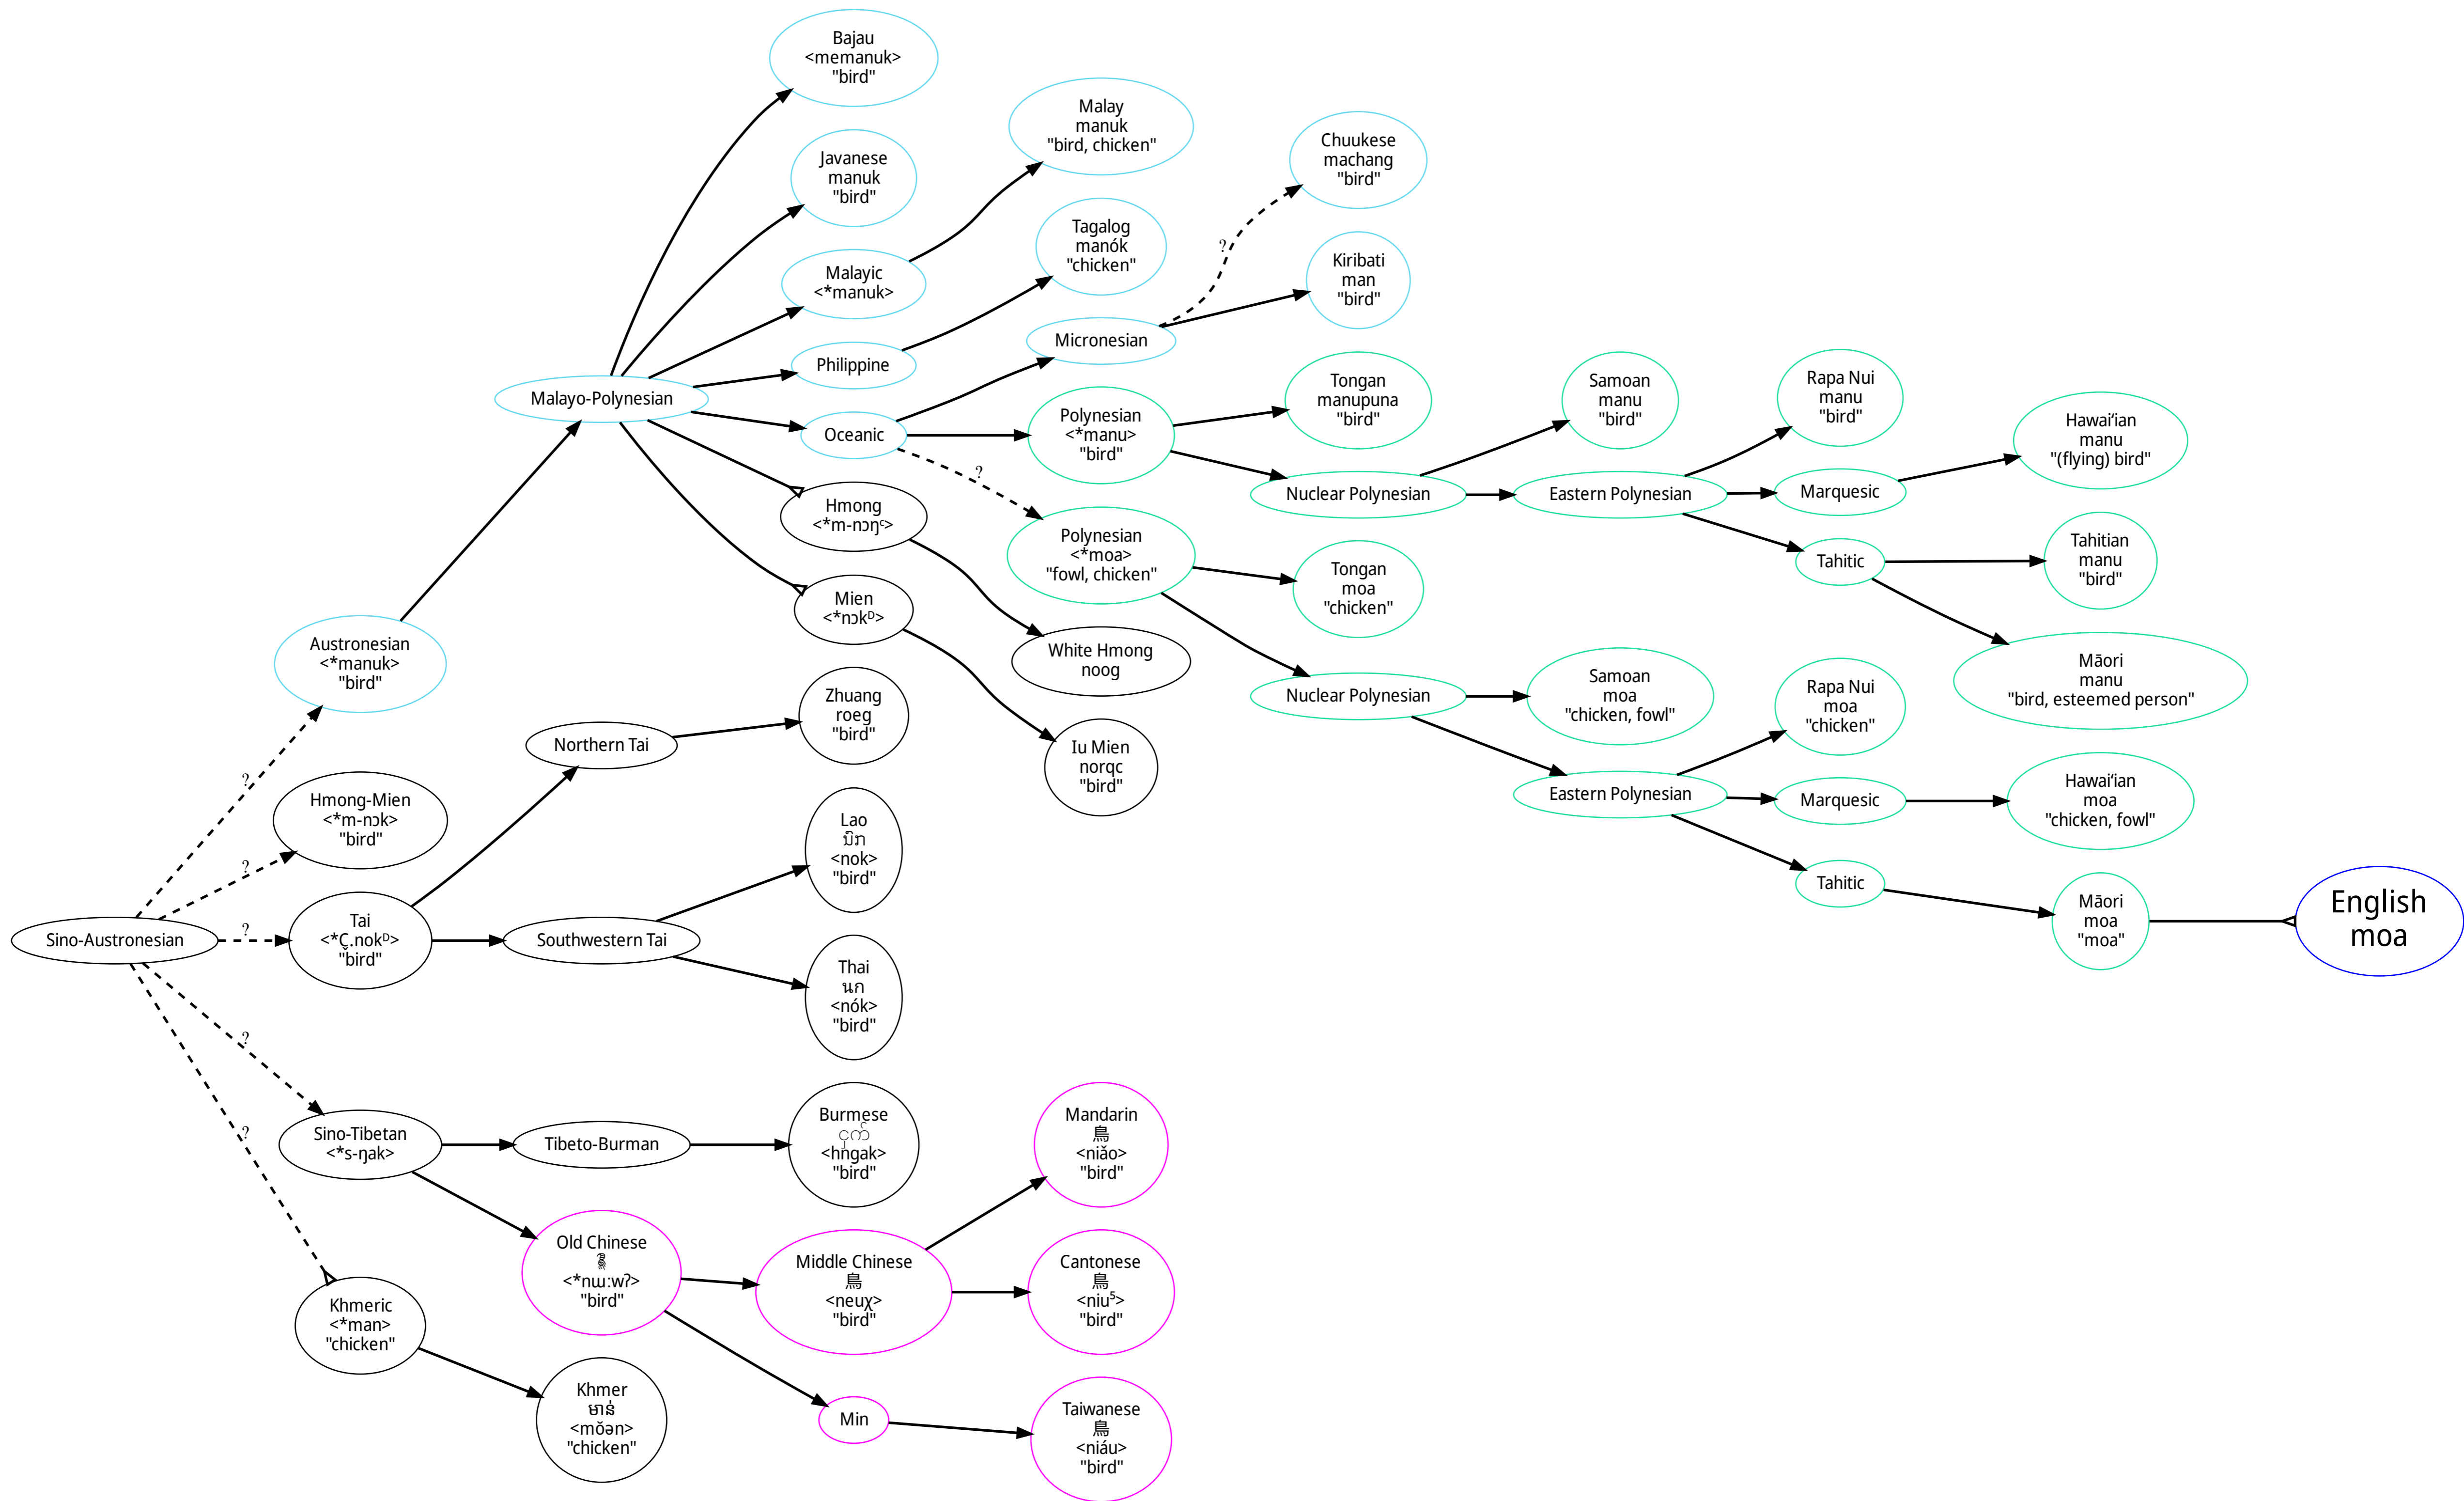 Bajau
<memanuk>
"bird"
Javanese
manuk
"bird"
Malayic
<*manuk>
Malay
manuk
"bird, chicken"
Philippine
Tagalog
manók
"chicken"
Malayo-Polynesian
Oceanic
Micronesian
?
Chuukese
machang
"bird"
Kiribati
man
"bird"
Polynesian
<*manu>
"bird"
Tongan
manupuna
"bird"
Nuclear Polynesian
Samoan
manu
"bird"
Eastern Polynesian
Rapa Nui
manu
"bird"
Marquesic
Hawaiʻian
manu
"(flying) bird"
Tahitic
Tahitian
manu
"bird"
Māori
manu
"bird, esteemed person"
?
Polynesian
<*moa>
"fowl, chicken"
Tongan
moa
"chicken"
Nuclear Polynesian
Samoan
moa
"chicken, fowl"
Eastern Polynesian
Rapa Nui
moa
"chicken"
Marquesic
Hawaiʻian
moa
"chicken, fowl"
Tahitic
Māori
moa
"moa"
English
moa
Hmong
<*m-nɔŋᶜ>
White Hmong
noog
Mien
<*nɔkᴰ>
Iu Mien
norqc
"bird"
Austronesian
<*manuk>
"bird"
?
Hmong-Mien
<*m-nɔk>
"bird"
?
Sino-Austronesian
?
Tai
<*C̬.nokᴰ>
"bird"
Northern Tai
Zhuang
roeg
"bird"
Southwestern Tai
Lao
ນົກ
<nok>
"bird"
Thai
นก
<nók>
"bird"
?
Sino-Tibetan
<*s-ŋak>
Tibeto-Burman
Burmese
ငှက်
<hngak>
"bird"
Old Chinese
<*nɯːwʔ>
"bird"
Middle Chinese
鳥
<neuχ>
"bird"
Mandarin
鳥
<niǎo>
"bird"
Cantonese
鳥
<niu⁵>
"bird"
Min
Taiwanese
鳥
<niáu>
"bird"
?
Khmeric
<*man>
"chicken"
Khmer
មាន់
<mŏən>
"chicken"